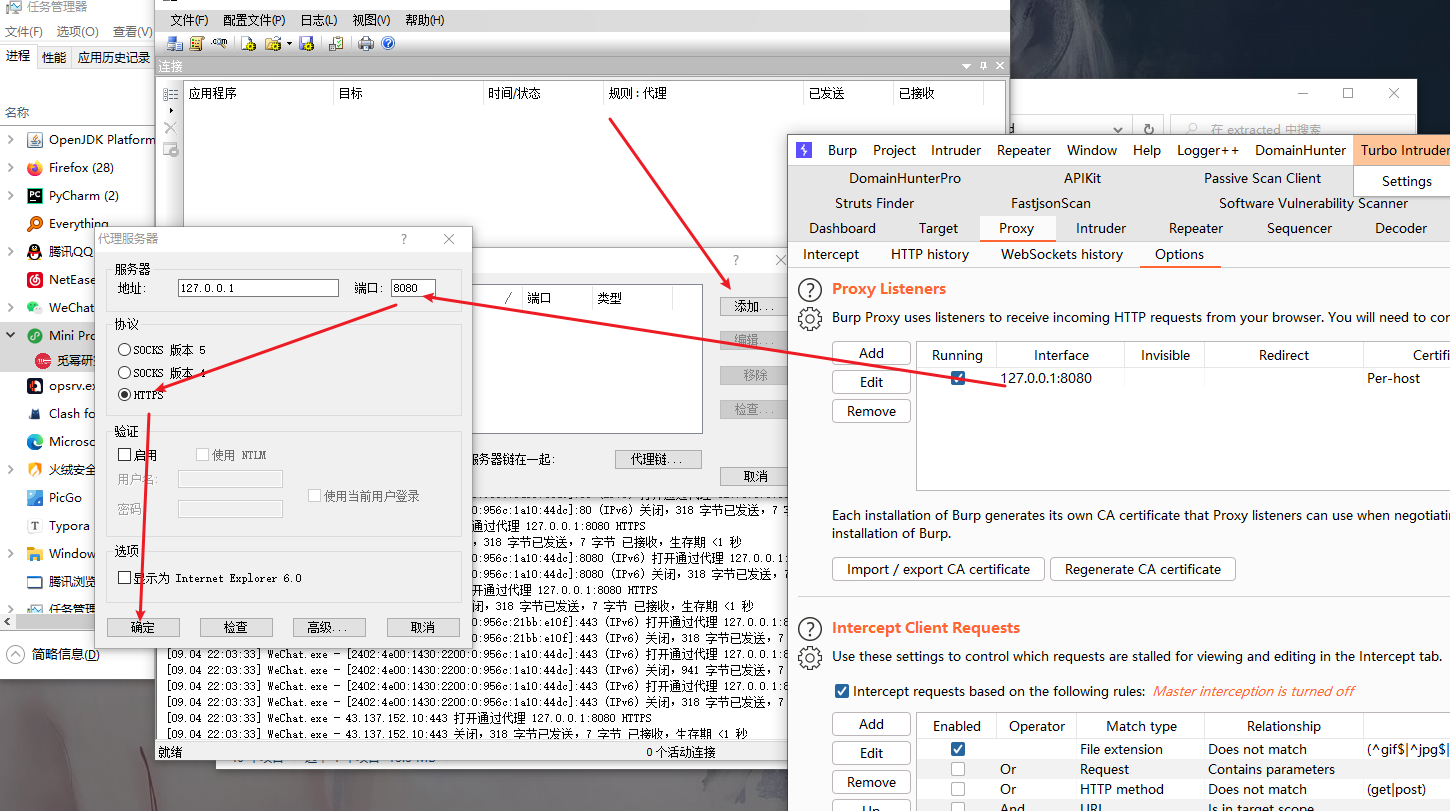 任务管理器
文件(F) 选项(O) 查看(V)
进程 性能 应用历史记录
名称
OpenJDK Platform
Firefox (28)
PyCharm (2)
Everything
腾讯QQ
NetEase
WeChat
Mini Pro
觅幂研
opsrv.ex
Clash fo
Microso
火绒安全
PicGo
Typora
Window
腾讯浏览
任务管理
简略信息(D)
文件(F) 配置文件(P) 日志(L) 视图(V) 帮助(H)
连接
应用程序 目标 时间/状态 规则 : 代理 已发送 已接收
代理服务器
服务器
地址: 127.0.0.1 端口: 8080
协议
SOCKS 版本 5
SOCKS 版本 4
HTTPS
验证
启用 使用 NTLM
用户名:
密码:
使用当前用户登录
选项
显示为 Internet Explorer 6.0
确定 检查 高级... 取消
/ 端口 类型
添加...
编辑...
移除
检查...
服务器链在一起: 代理链...
取消
0:956c:1a10:44dc]:80 (IPv6) 关闭, 318 字节已发送, 7 字
通过代理 127.0.0.1:8080 HTTPS
, 318 字节已发送, 7 字节 已接收, 生存期 <1 秒
0:956c:1a10:44dc]:8080 (IPv6) 打开通过代理 127.0.0.1:
0:956c:1a10:44dc]:8080 (IPv6) 关闭, 318 字节已发送, 7
开通过代理 127.0.0.1:8080 HTTPS
闭, 318 字节已发送, 7 字节 已接收, 生存期 <1 秒
0:956c:21bb:e10f]:443 (IPv6) 打开通过代理 127.0.0.1:8
0:956c:21bb:e10f]:443 (IPv6) 关闭, 318 字节已发送, 7
[09.04 22:03:33] WeChat.exe - [2402:4e00:1430:2200:0:956c:1a10:44dc]:443 (IPv6) 打开通过代理 127.0.0.1:8
[09.04 22:03:33] WeChat.exe - [2402:4e00:1430:2200:0:956c:1a10:44dc]:443 (IPv6) 关闭, 941 字节已发送, 7
[09.04 22:03:33] WeChat.exe - [2402:4e00:1430:2200:0:956c:1a10:44dc]:443 (IPv6) 打开通过代理 127.0.0.1:8
[09.04 22:03:33] WeChat.exe - [2402:4e00:1430:2200:0:956c:1a10:44dc]:443 (IPv6) 关闭, 318 字节已发送, 7
[09.04 22:03:33] WeChat.exe - 43.137.152.10:443 打开通过代理 127.0.0.1:8080 HTTPS
[09.04 22:03:33] WeChat.exe - 43.137.152.10:443 关闭, 318 字节已发送, 7 字节 已接收, 生存期 <1 秒
就绪 0 个活动连接
在 extracted 中搜索
Burp Project Intruder Repeater Window Help Logger++ DomainHunter Turbo Intruder
DomainHunterPro APIKit Passive Scan Client Settings
Struts Finder FastjsonScan Software Vulnerability Scanner
Dashboard Target Proxy Intruder Repeater Sequencer Decoder
Intercept HTTP history WebSockets history Options
Proxy Listeners
Burp Proxy uses listeners to receive incoming HTTP requests from your browser. You will need to con
Add
Edit
Remove
Running Interface Invisible Redirect Certifi
127.0.0.1:8080 Per-host
Each installation of Burp generates its own CA certificate that Proxy listeners can use when negotiatin
installation of Burp.
Import / export CA certificate Regenerate CA certificate
Intercept Client Requests
Use these settings to control which requests are stalled for viewing and editing in the Intercept tab.
Intercept requests based on the following rules: Master interception is turned off
Add
Edit
Remove
Up
Enabled Operator Match type Relationship
File extension Does not match (^gif$|^jpg$|
Or Request Contains parameters
Or HTTP method Does not match (get|post)
And URL Is in target scope